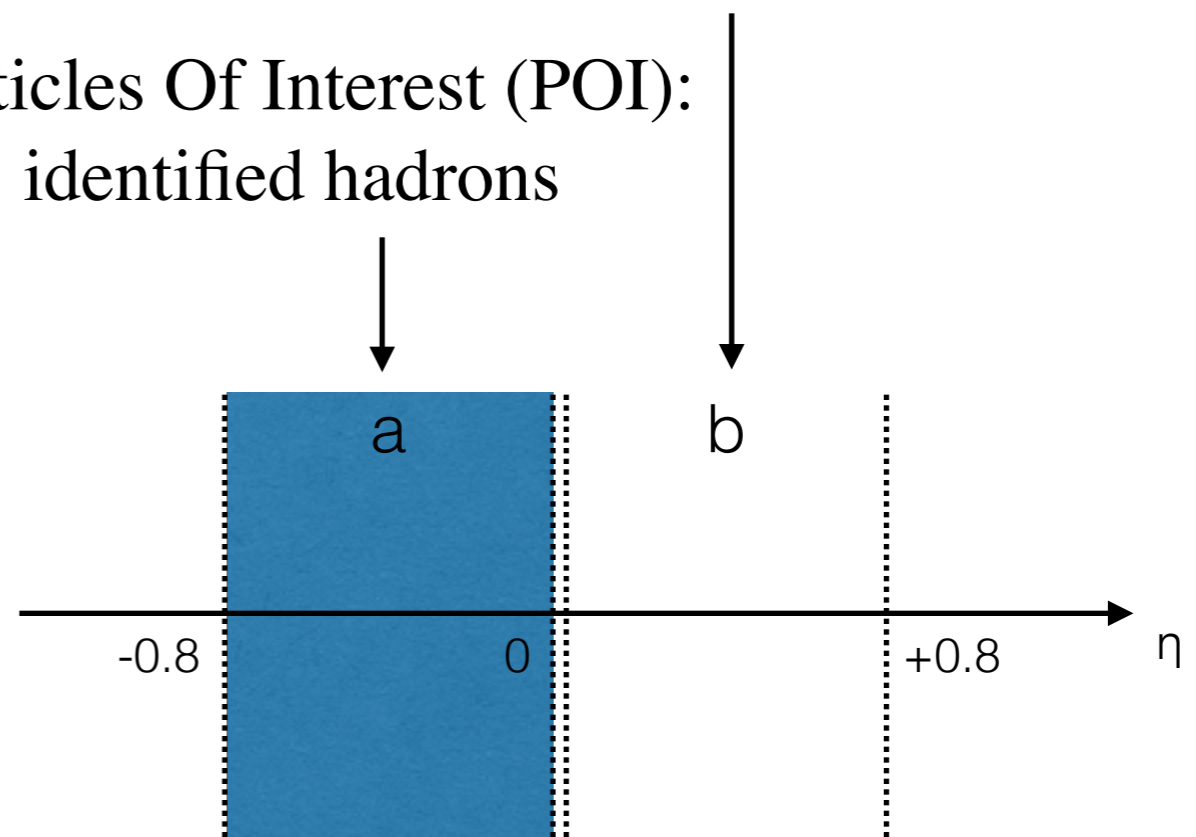 ticles Of Interest (POI):
identified hadrons
a
b
-0.8
0
+0.8
η